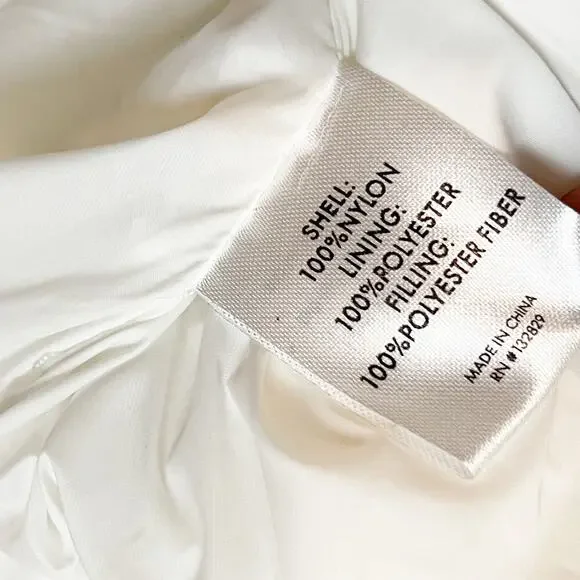 SHELL:
100%NYLON
LINING:
100%POLYESTER
FILLING:
100%POLYESTER FIBER
MADE IN CHINA
RN #132829